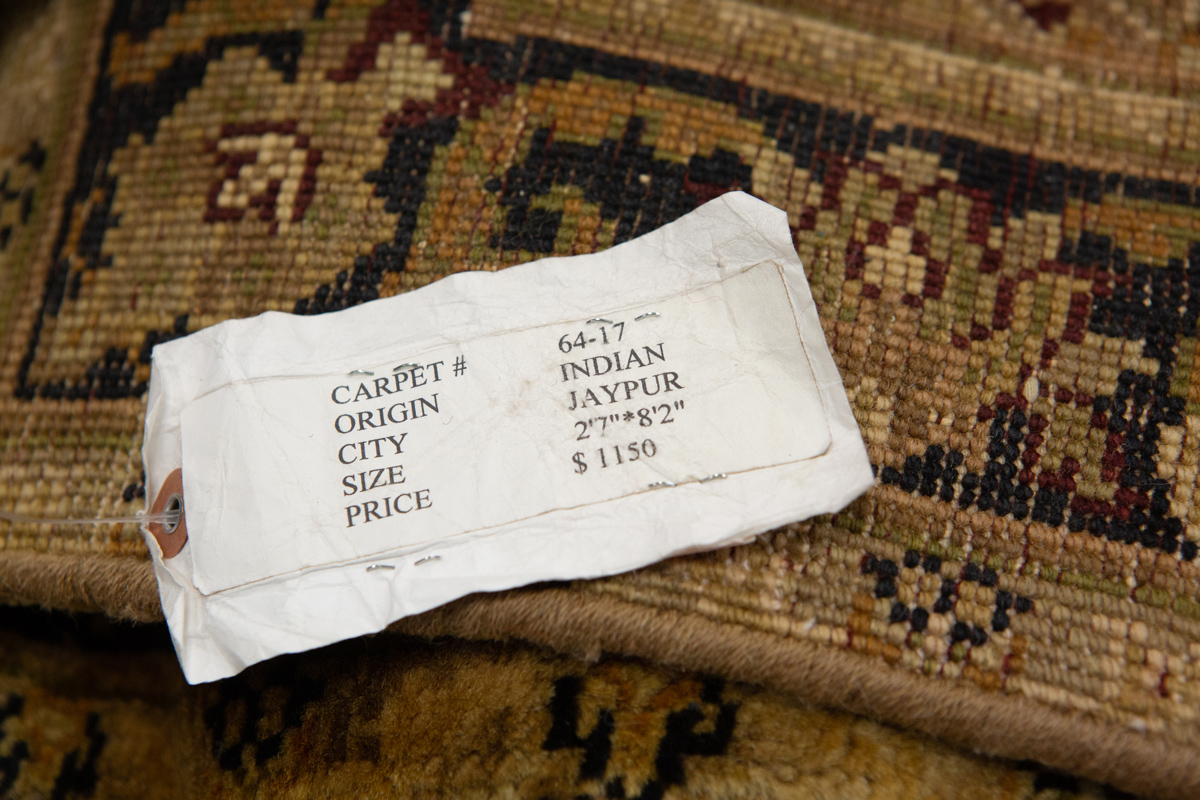 CARPET # 64-17
ORIGIN INDIAN
CITY JAYPUR
SIZE 2'7"*8'2"
PRICE $ 1150